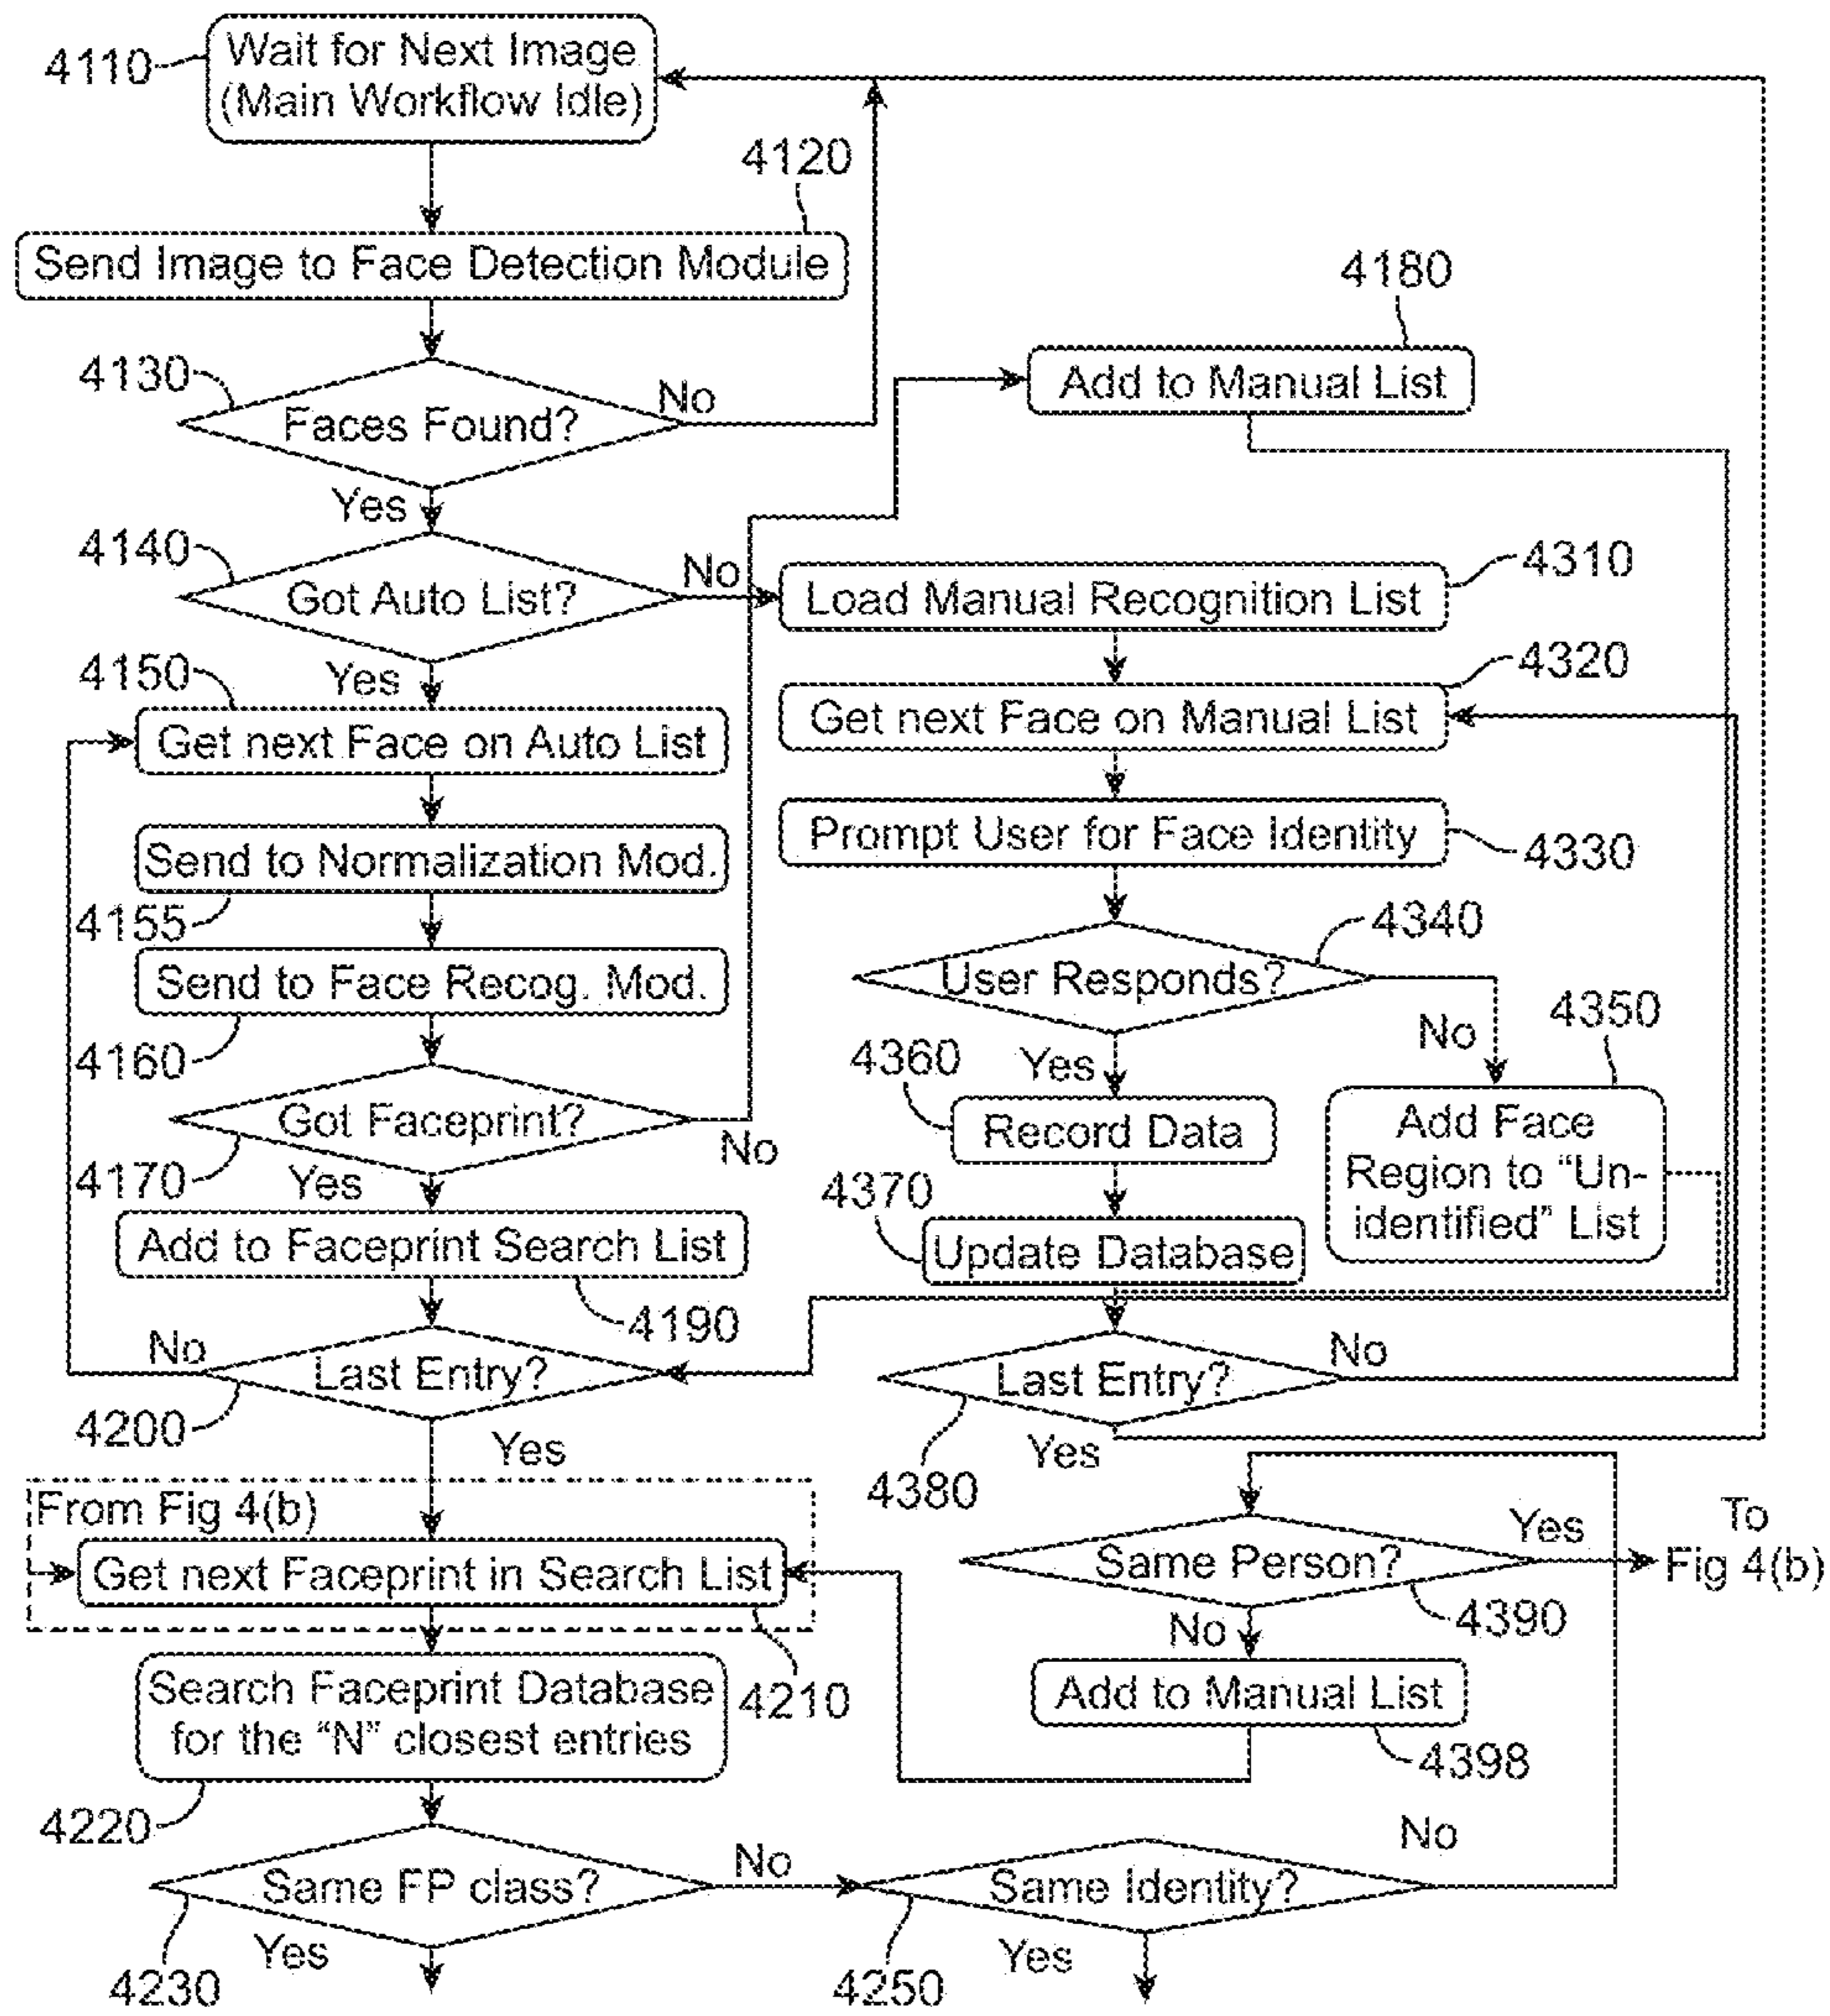 4110
Wait for Next Image
(Main Workflow Idle)
4120
Send Image to Face Detection Module
4180
Add to Manual List
4130
Faces Found?
No
Yes
4140
Got Auto List?
No
4310
Load Manual Recognition List
Yes
4150
4320
Get next Face on Auto List
Get next Face on Manual List
Send to Normalization Mod.
4155
Prompt User for Face Identity
4330
Send to Face Recog. Mod.
4160
4340
User Responds?
No
4350
Yes
4360
Got Faceprint?
No
4170
Yes
Record Data
Add Face
Region to “Un-
identified” List
4370
Add to Faceprint Search List
4190
Update Database
No
Last Entry?
4200
Yes
Last Entry?
No
4380
Yes
From Fig 4(b)
Get next Faceprint in Search List
4210
Same Person?
Yes
To
Fig 4(b)
4390
No
Search Faceprint Database
for the “N” closest entries
4220
Add to Manual List
4398
Same FP class?
No
4230
Yes
Same Identity?
No
4250
Yes